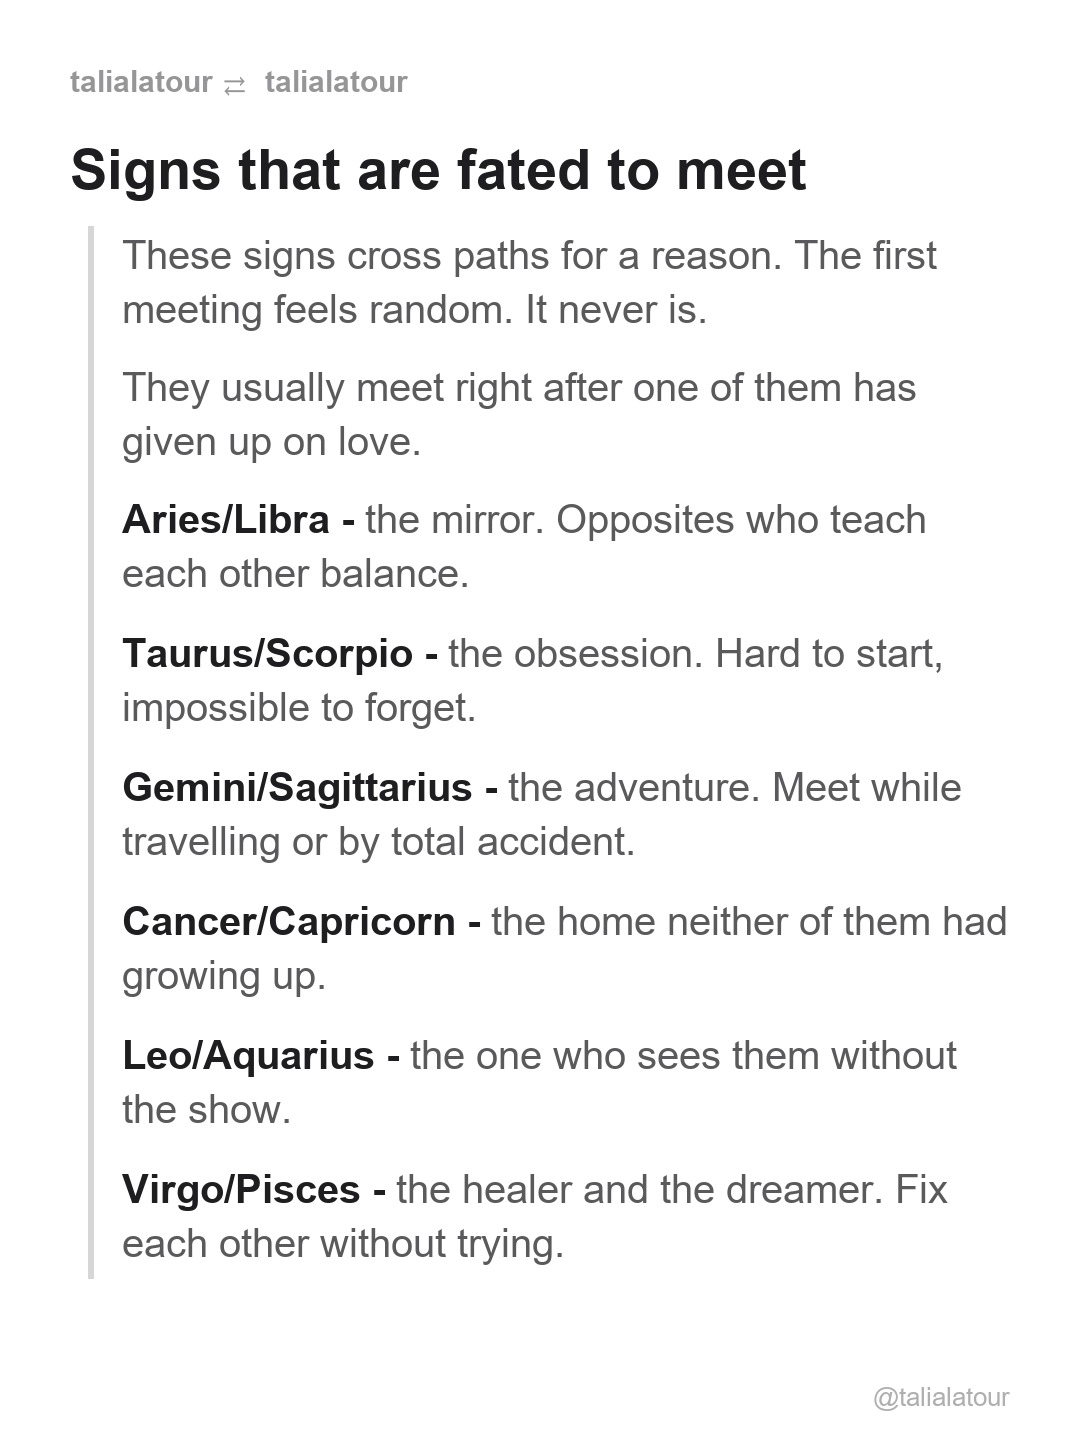 talialatour ⇄ talialatour
Signs that are fated to meet
These signs cross paths for a reason. The first
meeting feels random. It never is.
They usually meet right after one of them has
given up on love.
Aries/Libra - the mirror. Opposites who teach
each other balance.
Taurus/Scorpio - the obsession. Hard to start,
impossible to forget.
Gemini/Sagittarius - the adventure. Meet while
travelling or by total accident.
Cancer/Capricorn - the home neither of them had
growing up.
Leo/Aquarius - the one who sees them without
the show.
Virgo/Pisces - the healer and the dreamer. Fix
each other without trying.
@talialatour